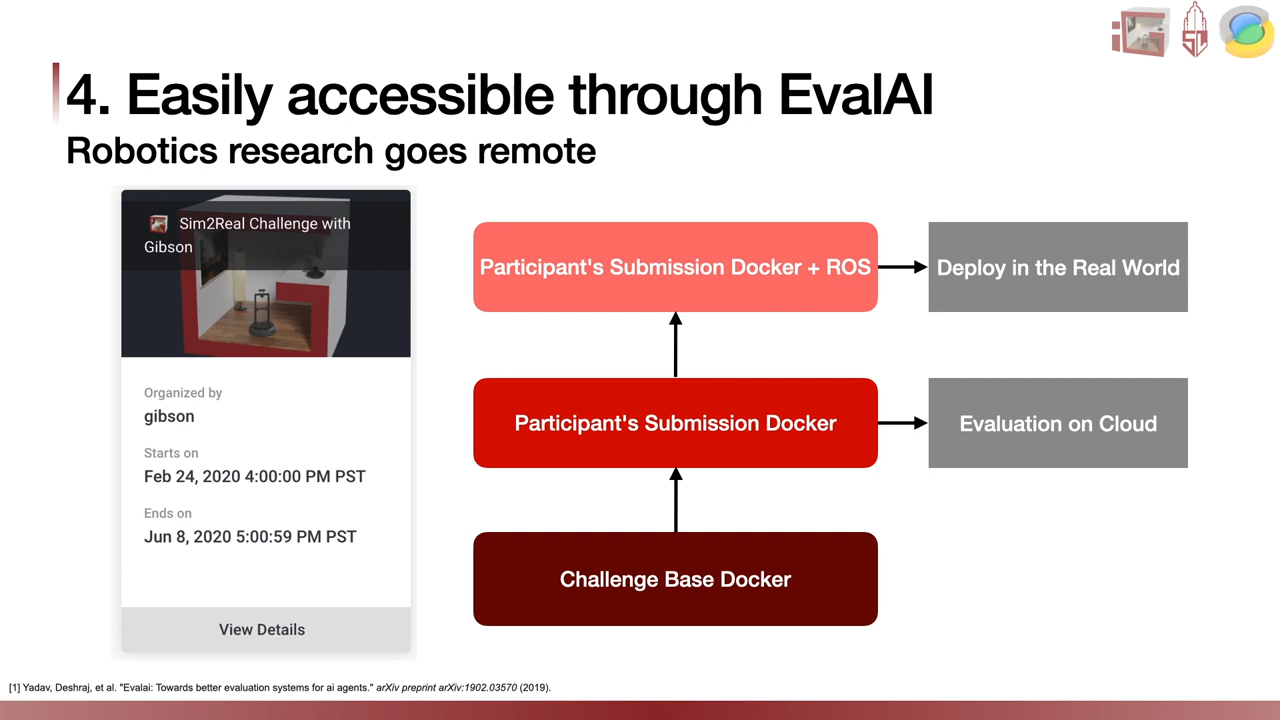 4. Easily accessible through EvalAI
Robotics research goes remote
Sim2Real Challenge with
Gibson
Organized by
gibson
Starts on
Feb 24, 2020 4:00:00 PM PST
Ends on
Jun 8, 2020 5:00:59 PM PST
View Details
Participant's Submission Docker + ROS
Deploy in the Real World
Participant's Submission Docker
Evaluation on Cloud
Challenge Base Docker
[1] Yadav, Deshraj, et al. "Evalai: Towards better evaluation systems for ai agents." arXiv preprint arXiv:1902.03570 (2019).